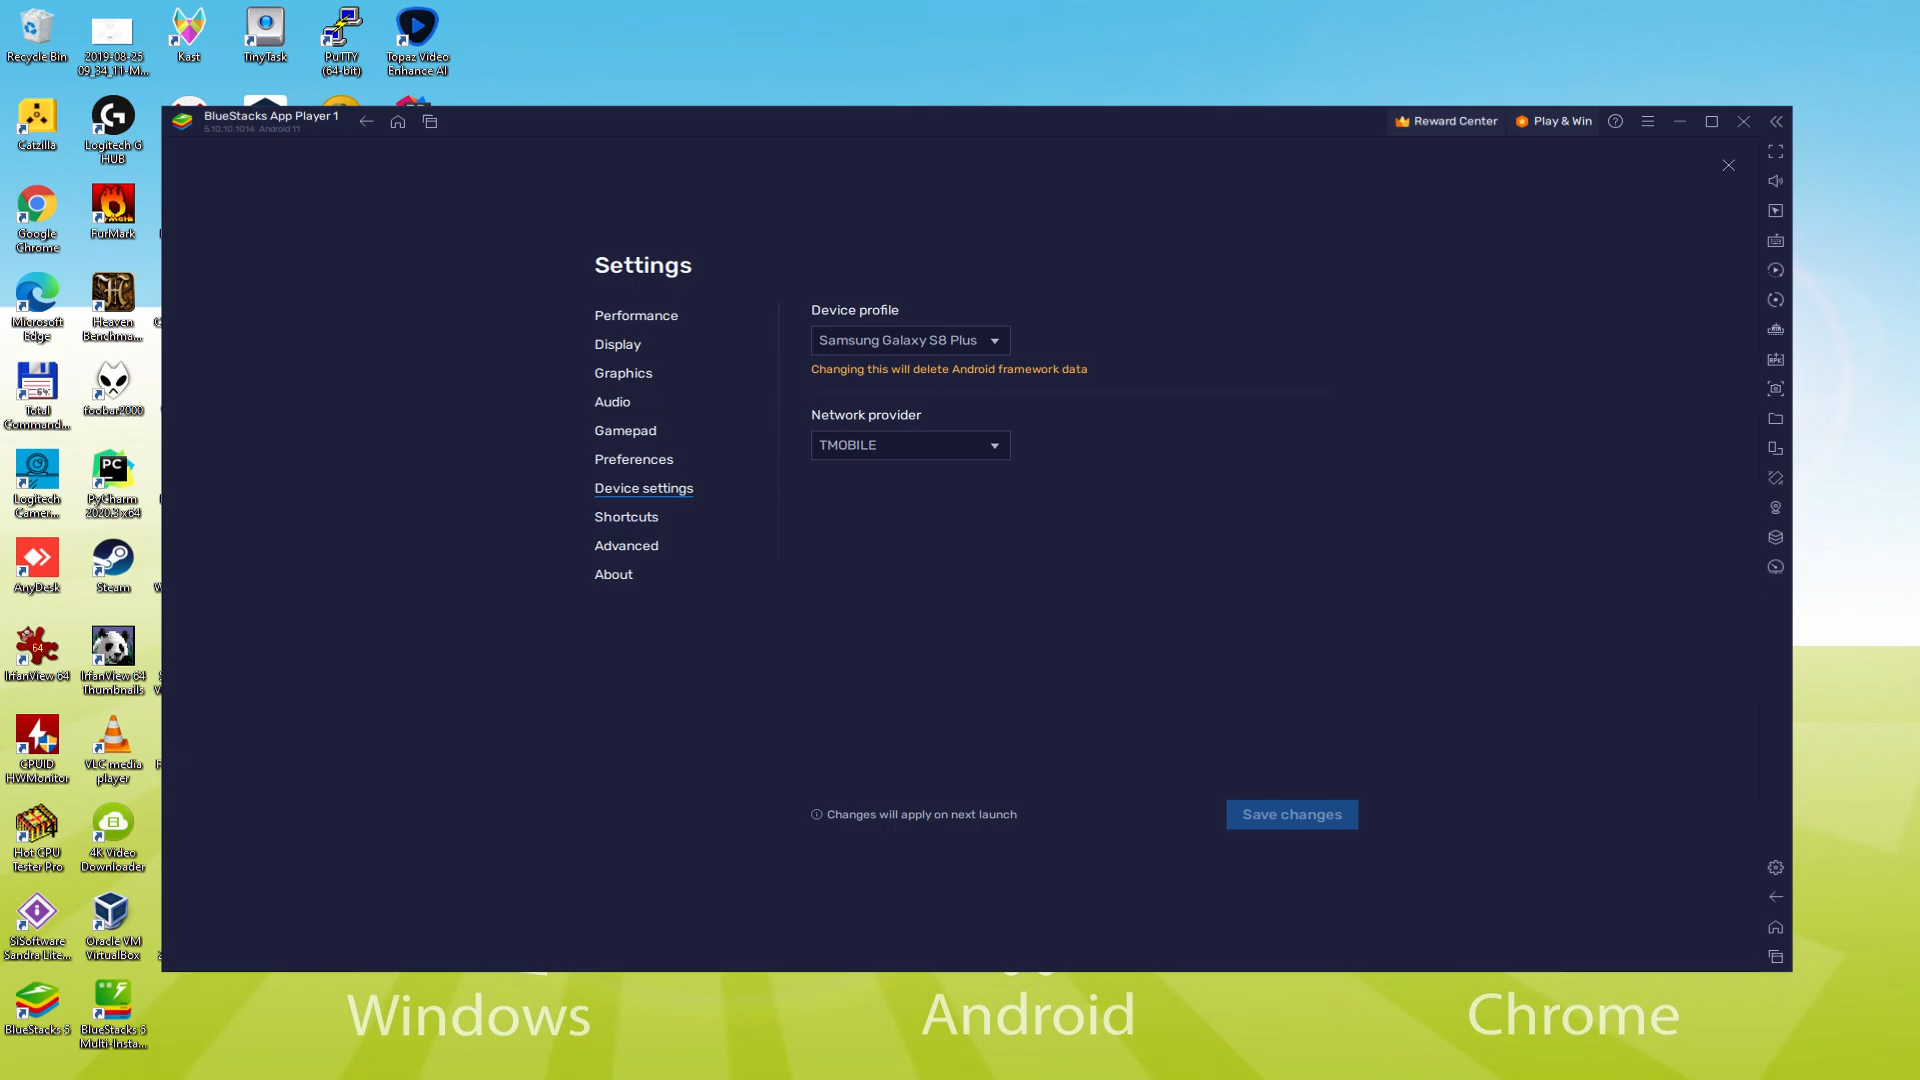 Recycle Bin
2019-08-25
09_34_11-M...
Kast
TinyTask
PuTTY
(64-bit)
Topaz Video
Enhance AI
Catzilla
Logitech G
HUB
Google
Chrome
FurMark
Microsoft
Edge
Heaven
Benchma...
64
Total
Command...
foobar2000
PC
Logitech
Camer...
PyCharm
2020.3 x64
AnyDesk
Steam
64
IrfanView 64
IrfanView 64
Thumbnails
CPUID
HWMonitor
VLC media
player
4
Hot CPU
Tester Pro
4K Video
Downloader
SiSoftware
Sandra Lite...
Oracle VM
VirtualBox
BlueStacks 5
BlueStacks 5
Multi-Insta...
BlueStacks App Player 1
5.10.10.1014 Android 11
Reward Center
Play & Win
Settings
Performance
Display
Graphics
Audio
Gamepad
Preferences
Device settings
Shortcuts
Advanced
About
Device profile
Samsung Galaxy S8 Plus
Changing this will delete Android framework data
Network provider
TMOBILE
Changes will apply on next launch
Save changes
Windows
Android
Chrome